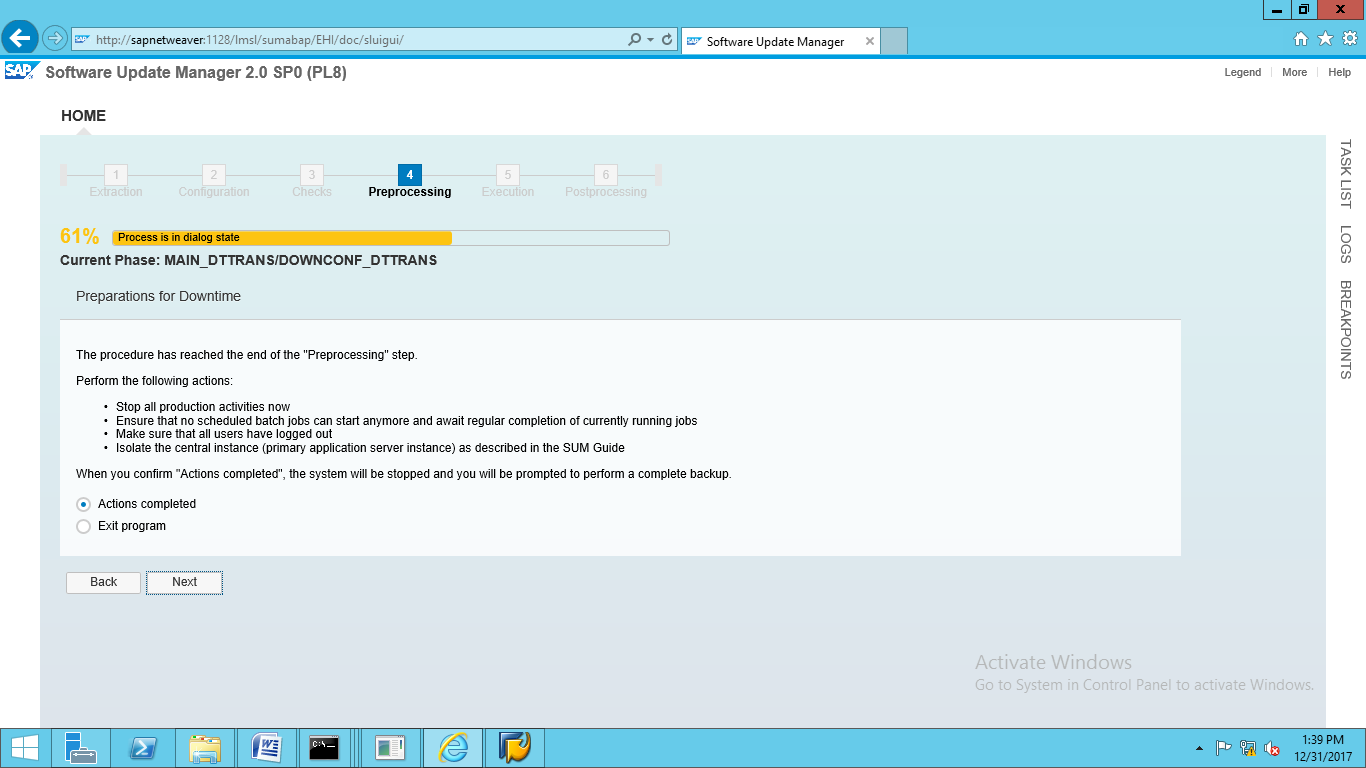 http://sapnetweaver:1128/lmsl/sumabap/EHI/doc/sluigui/
Software Update Manager
SAP
Software Update Manager 2.0 SP0 (PL8)
Legend
More
Help
HOME
1
2
3
4
5
6
Extraction
Configuration
Checks
Preprocessing
Execution
Postprocessing
61%
Process is in dialog state
Current Phase: MAIN_DTTRANS/DOWNCONF_DTTRANS
Preparations for Downtime
The procedure has reached the end of the "Preprocessing" step.
Perform the following actions:
• Stop all production activities now
• Ensure that no scheduled batch jobs can start anymore and await regular completion of currently running jobs
• Make sure that all users have logged out
• Isolate the central instance (primary application server instance) as described in the SUM Guide
When you confirm "Actions completed", the system will be stopped and you will be prompted to perform a complete backup.
Actions completed
Exit program
Back
Next
TASK LIST
LOGS
BREAKPOINTS
Activate Windows
Go to System in Control Panel to activate Windows.
1:39 PM
12/31/2017